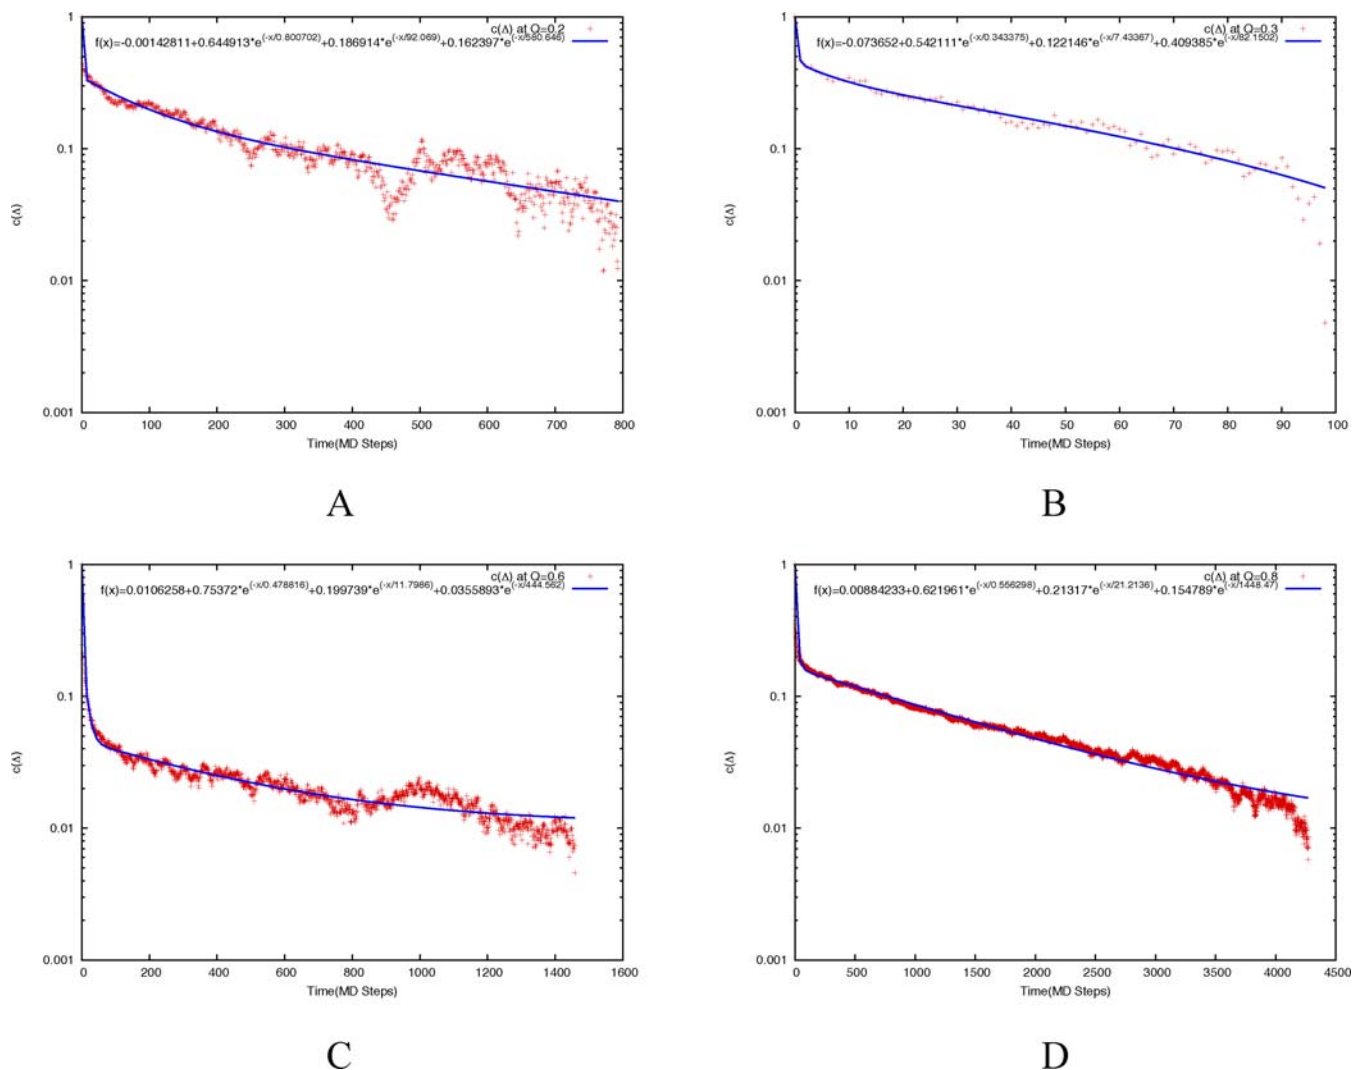 c(Δ) at Q=0.2
f(x)=-0.00142811+0.644913*e(-x/0.800702)+0.186914*e(-x/92.069)+0.162397*e(-x/580.646)
1
0.1
0.01
0.001
c(Δ)
0 100 200 300 400 500 600 700 800
Time(MD Steps)
A
c(Δ) at Q=0.3
f(x)=-0.073652+0.542111*e(-x/0.343375)+0.122146*e(-x/7.43367)+0.409385*e(-x/82.1502)
1
0.1
0.01
0.001
c(Δ)
0 10 20 30 40 50 60 70 80 90 100
Time(MD Steps)
B
c(Δ) at Q=0.6
f(x)=0.0106258+0.75372*e(-x/0.478816)+0.199739*e(-x/11.7986)+0.0355893*e(-x/444.562)
1
0.1
0.01
0.001
c(Δ)
0 200 400 600 800 1000 1200 1400 1600
Time(MD Steps)
C
c(Δ) at Q=0.8
f(x)=0.00884233+0.621961*e(-x/0.556298)+0.21317*e(-x/21.2136)+0.154789*e(-x/1448.47)
1
0.1
0.01
0.001
c(Δ)
0 500 1000 1500 2000 2500 3000 3500 4000 4500
Time(MD Steps)
D